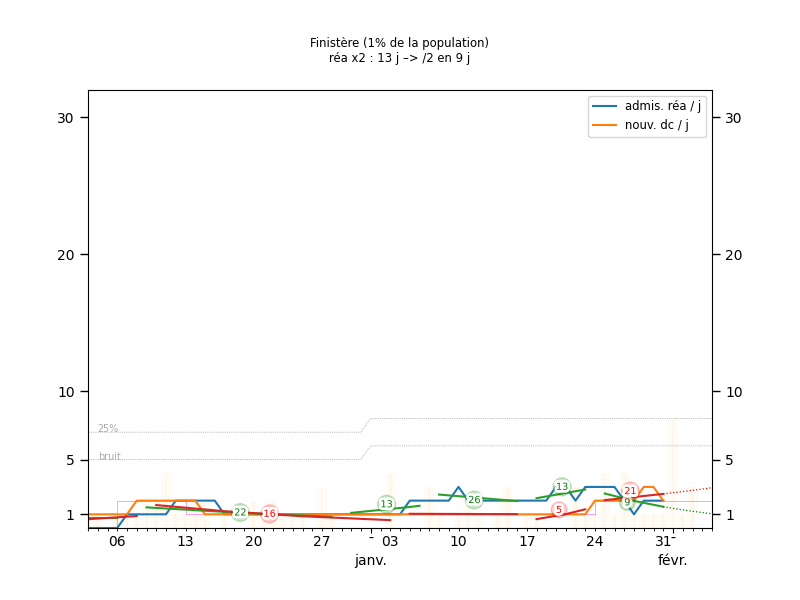 Finistère (1% de la population)
réa x2 : 13 j –> /2 en 9 j
admis. réa / j
nouv. dc / j
30 30
20 20
10 10
25%
bruit
5 5
1 1
22 16 13 26 13 5 21 9
06 13 20 27 03 10 17 24 31
janv. févr.